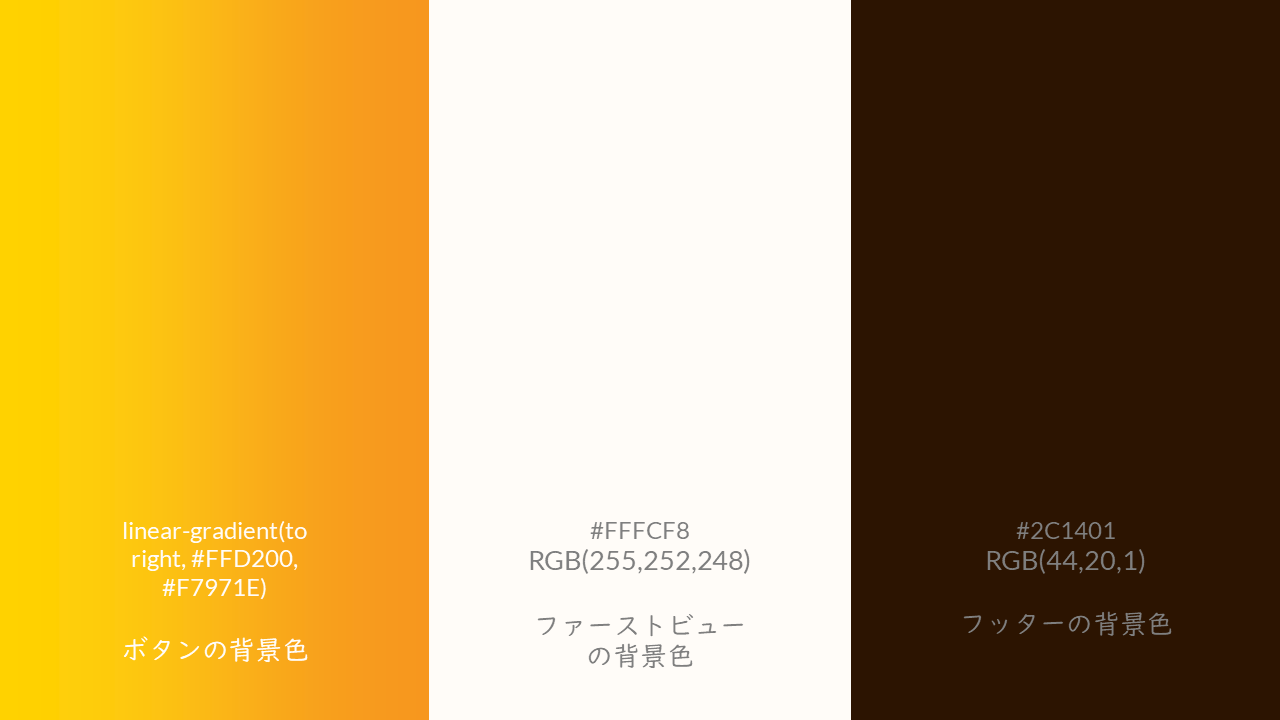 linear-gradient(to
right, #FFD200,
#F7971E)
ボタンの背景色
#FFFCF8
RGB(255,252,248)
ファーストビュー
の背景色
#2C1401
RGB(44,20,1)
フッターの背景色